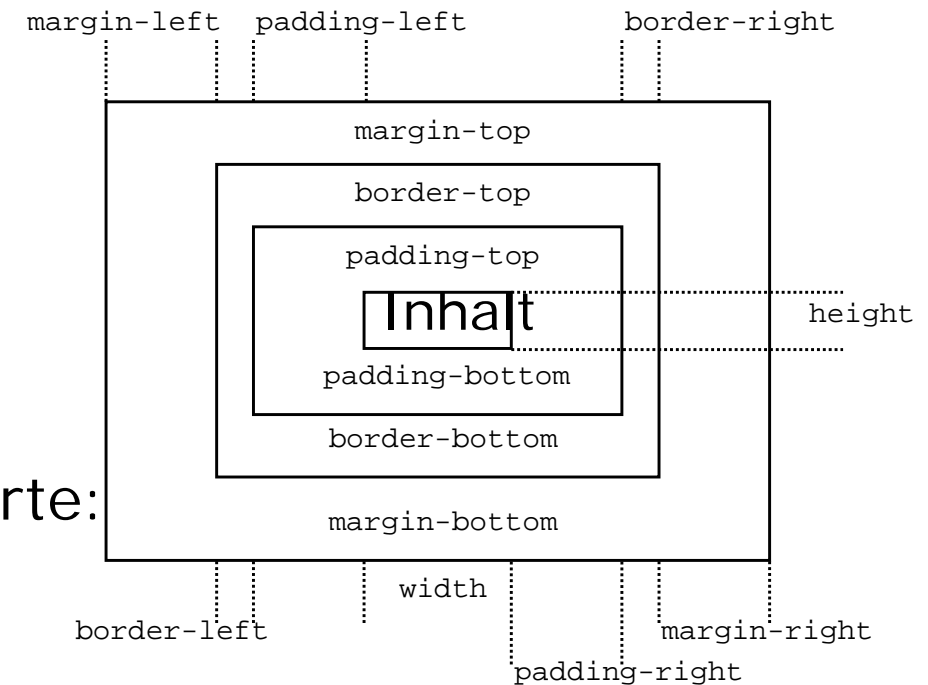 margin-left padding-left border-right
margin-top
border-top
padding-top
Inhalt
height
padding-bottom
border-bottom
rte:
margin-bottom
width
border-left margin-right
padding-right